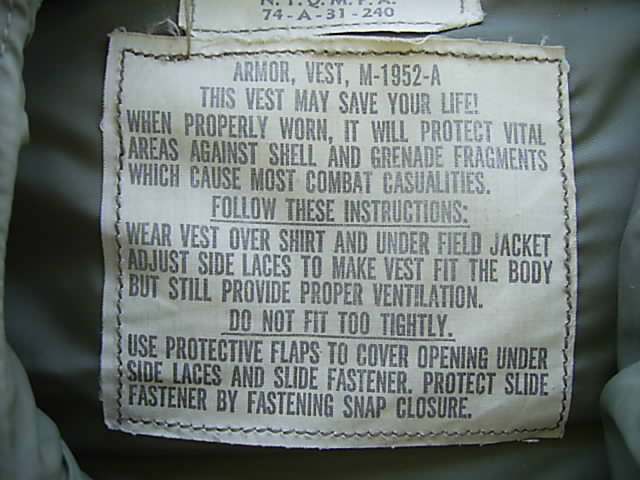 N.Y.Q.M.P.A.
74-A-31-240
ARMOR, VEST, M-1952-A
THIS VEST MAY SAVE YOUR LIFE!
WHEN PROPERLY WORN, IT WILL PROTECT VITAL
AREAS AGAINST SHELL AND GRENADE FRAGMENTS
WHICH CAUSE MOST COMBAT CASUALITIES.
FOLLOW THESE INSTRUCTIONS:
WEAR VEST OVER SHIRT AND UNDER FIELD JACKET
ADJUST SIDE LACES TO MAKE VEST FIT THE BODY
BUT STILL PROVIDE PROPER VENTILATION.
DO NOT FIT TOO TIGHTLY.
USE PROTECTIVE FLAPS TO COVER OPENING UNDER
SIDE LACES AND SLIDE FASTENER. PROTECT SLIDE
FASTENER BY FASTENING SNAP CLOSURE.